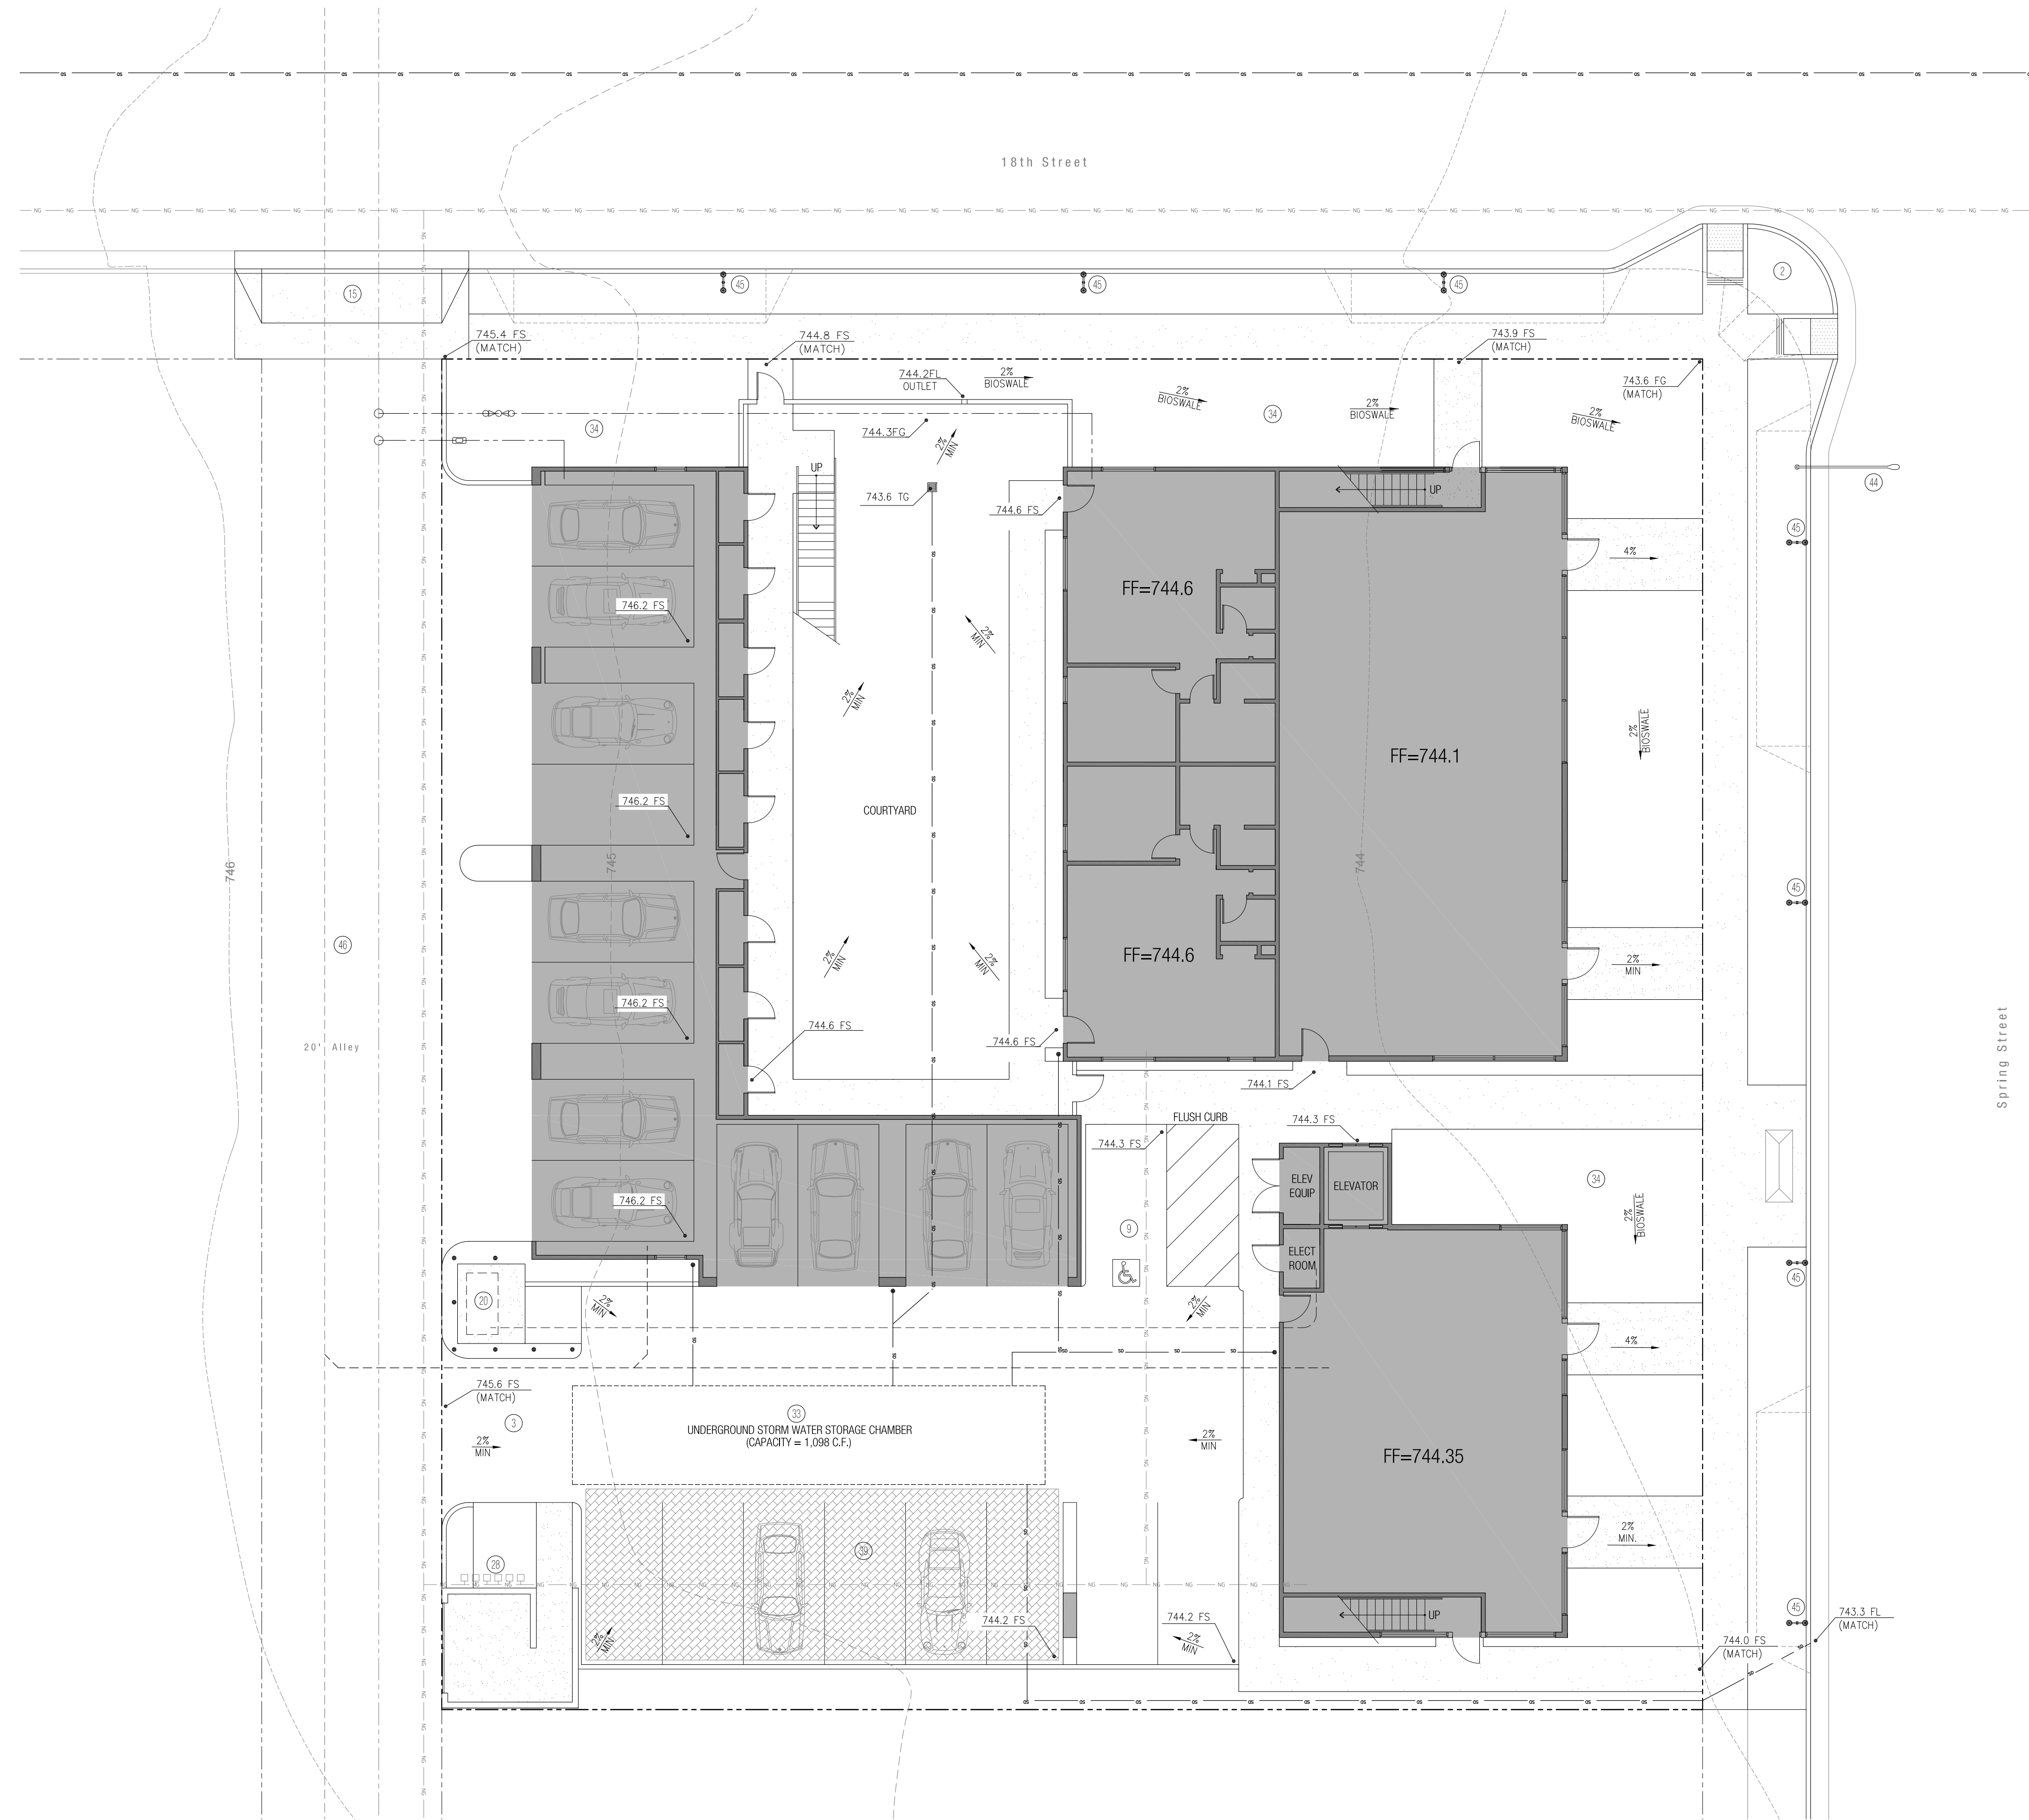 18th Street
15
45
45
45
2
745.4 FS
(MATCH)
744.8 FS
(MATCH)
743.9 FS
(MATCH)
744.2FL
OUTLET
2%
BIOSWALE
2%
BIOSWALE
34
2%
BIOSWALE
743.6 FG
(MATCH)
2%
BIOSWALE
34
744.3FG
2%
MIN
UP
743.6 TG
744.6 FS
UP
44
45
4%
FF=744.6
746.2 FS
2%
MIN
2%
MIN
2%
BIOSWALE
FF=744.1
746.2 FS
COURTYARD
746
745
744
45
46
2%
MIN
2%
MIN
FF=744.6
2%
MIN
746.2 FS
744.6 FS
744.6 FS
20' Alley
Spring Street
744.1 FS
FLUSH CURB
744.3 FS
744.3 FS
ELEV
EQUIP
ELEVATOR
34
746.2 FS
9
2%
BIOSWALE
ELECT
ROOM
45
20
2%
MIN
2%
MIN
4%
745.6 FS
(MATCH)
3
2%
MIN
33
UNDERGROUND STORM WATER STORAGE CHAMBER
(CAPACITY = 1,098 C.F.)
2%
MIN
FF=744.35
28
39
2%
MIN.
744.2 FS
744.2 FS
UP
45
743.3 FL
(MATCH)
2%
MIN
2%
MIN
744.0 FS
(MATCH)